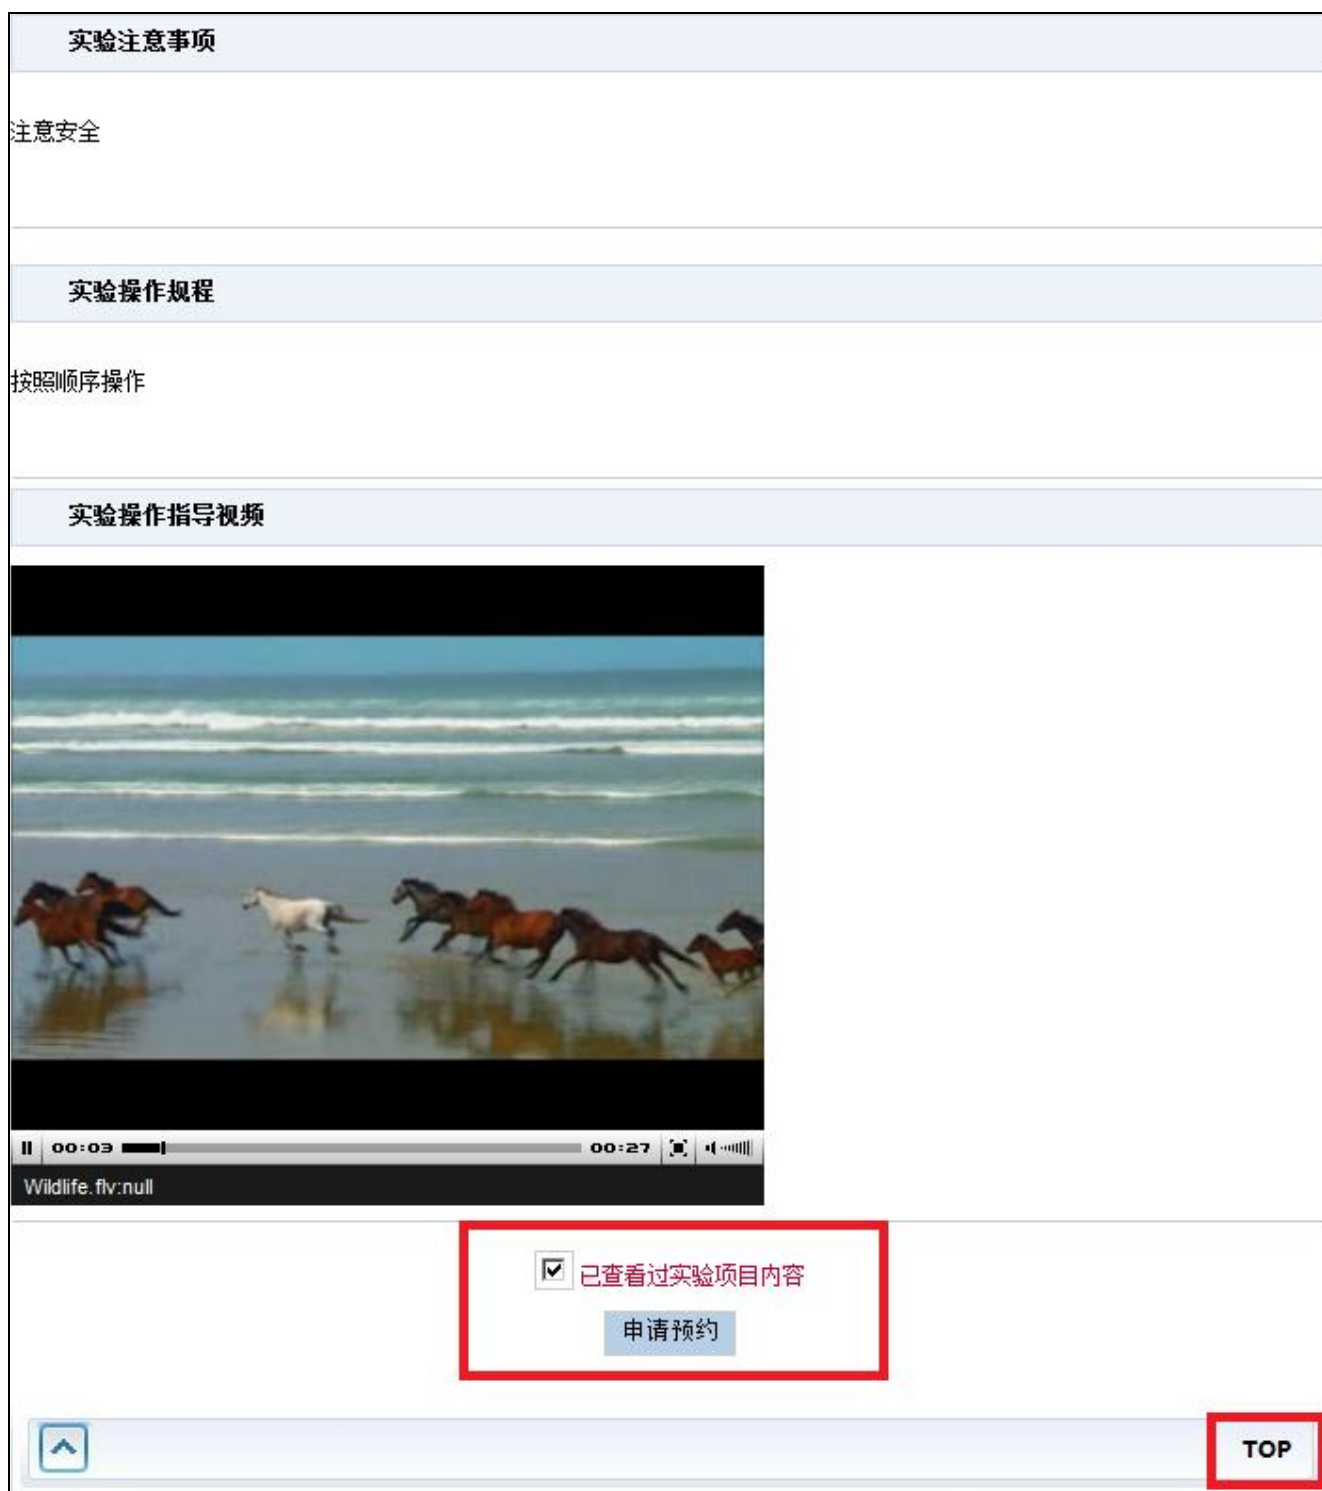 实验注意事项
注意安全
实验操作规程
按照顺序操作
实验操作指导视频
00:03 00:27
Wildlife.flv:null
已查看过实验项目内容
申请预约
TOP